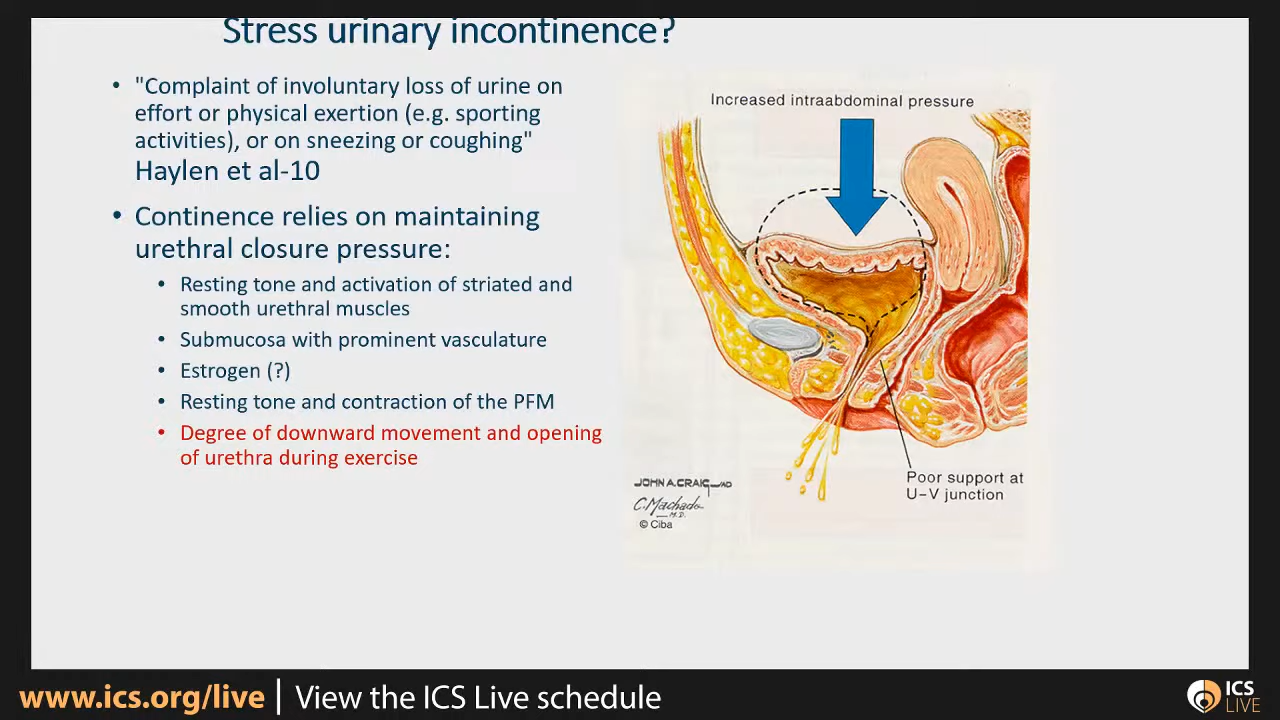 Stress urinary incontinence?
• "Complaint of involuntary loss of urine on
effort or physical exertion (e.g. sporting
activities), or on sneezing or coughing"
Haylen et al-10
• Continence relies on maintaining
urethral closure pressure:
• Resting tone and activation of striated and
smooth urethral muscles
• Submucosa with prominent vasculature
• Estrogen (?)
• Resting tone and contraction of the PFM
• Degree of downward movement and opening
of urethra during exercise
Increased intraabdominal pressure
Poor support at
U–V junction
JOHN A. CRAIG—MD
C. Machado
—M.D.
© Ciba
www.ics.org/live | View the ICS Live schedule
ICS
LIVE